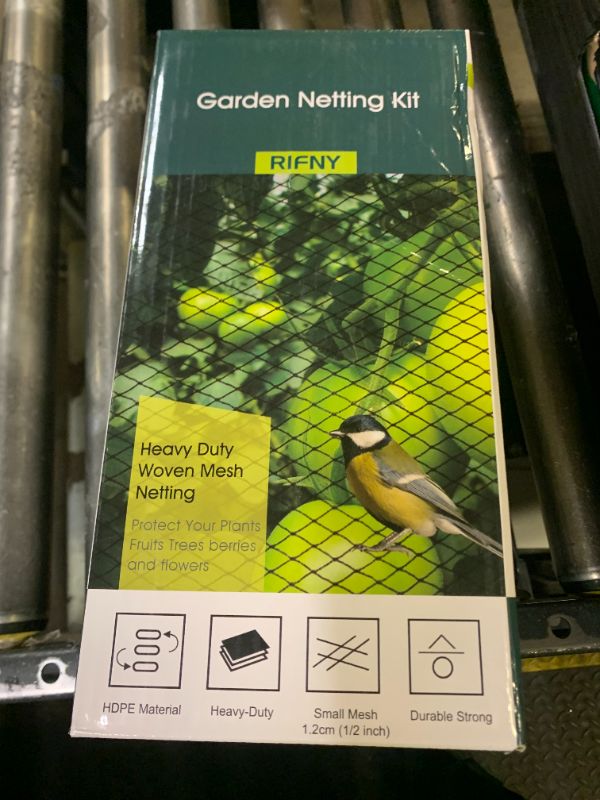 Garden Netting Kit
RIFNY
Heavy Duty
Woven Mesh
Netting
Protect Your Plants
Fruits Trees berries
and flowers
HDPE Material
Heavy-Duty
Small Mesh
1.2cm (1/2 inch)
Durable Strong